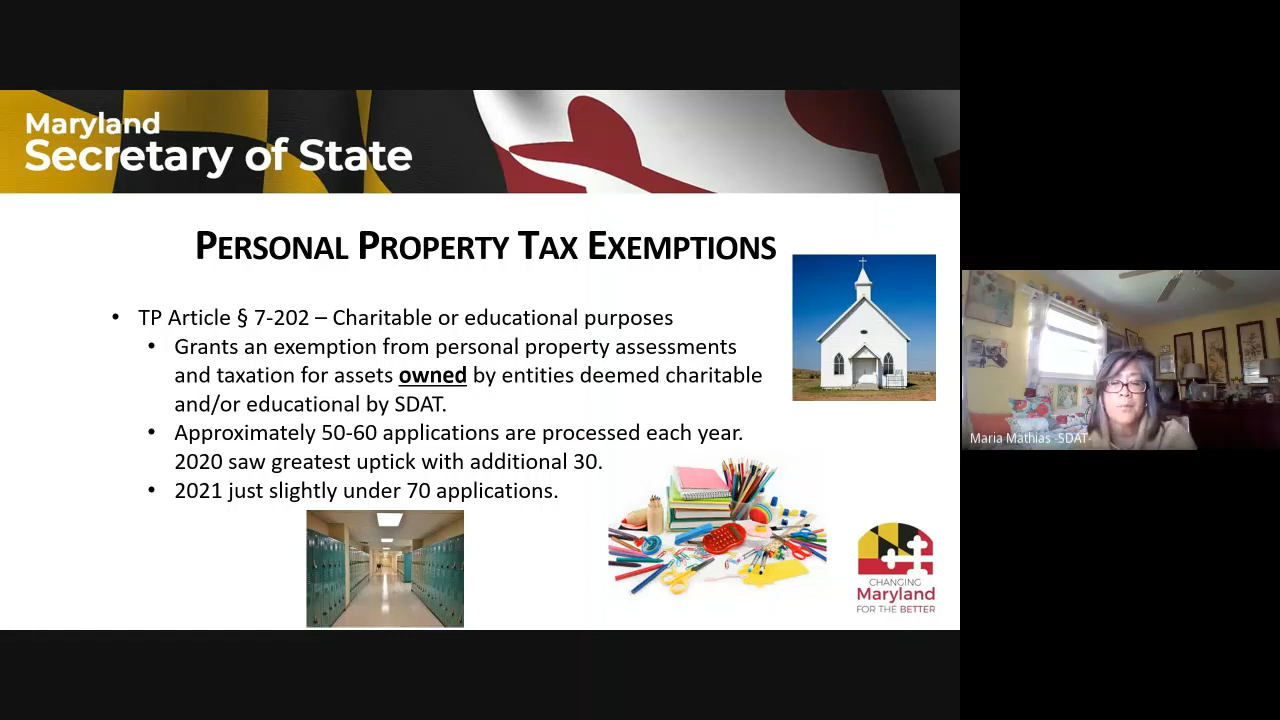 Maryland
Secretary of State
PERSONAL PROPERTY TAX EXEMPTIONS
• TP Article § 7-202 – Charitable or educational purposes
• Grants an exemption from personal property assessments
and taxation for assets owned by entities deemed charitable
and/or educational by SDAT.
• Approximately 50-60 applications are processed each year.
2020 saw greatest uptick with additional 30.
• 2021 just slightly under 70 applications.
CHANGING
Maryland
FOR THE BETTER
Maria Mathias -SDAT-